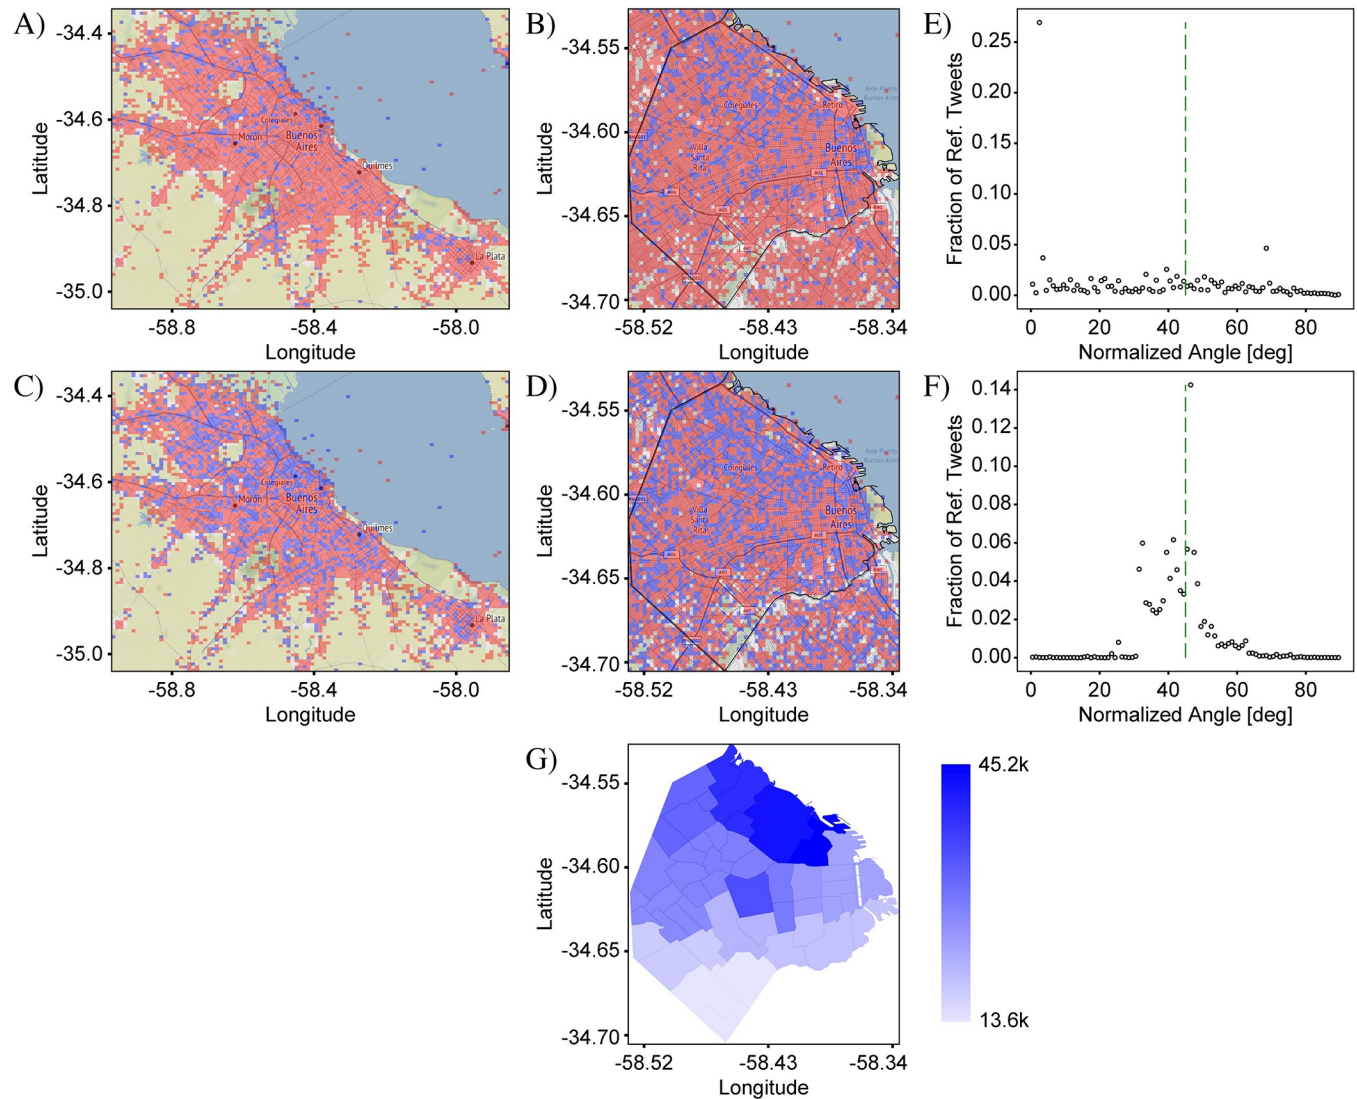 A)
-34.4
-34.6
-34.8
-35.0
Latitude
Colegiales
Buenos
Aires
Morón
Quilmes
La Plata
-58.8
-58.4
-58.0
Longitude
B)
-34.55
-34.60
-34.65
-34.70
Latitude
Colegiales
Retiro
Villa
Santa
Rita
Buenos
Aires
AU6
AU1
AU7
-58.52
-58.43
-58.34
Longitude
E)
0.25
0.20
0.15
0.10
0.05
0.00
Fraction of Ref. Tweets
0
20
40
60
80
Normalized Angle [deg]
C)
-34.4
-34.6
-34.8
-35.0
Latitude
Colegiales
Buenos
Aires
Morón
Quilmes
La Plata
-58.8
-58.4
-58.0
Longitude
D)
-34.55
-34.60
-34.65
-34.70
Latitude
Colegiales
Retiro
Villa
Santa
Rita
Buenos
Aires
AU6
AU1
AU7
-58.52
-58.43
-58.34
Longitude
F)
0.14
0.12
0.10
0.08
0.06
0.04
0.02
0.00
Fraction of Ref. Tweets
0
20
40
60
80
Normalized Angle [deg]
G)
-34.55
-34.60
-34.65
-34.70
Latitude
-58.52
-58.43
-58.34
Longitude
45.2k
13.6k